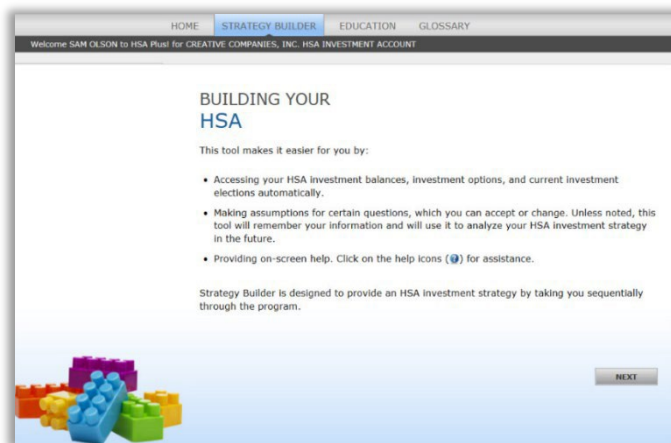 HOME STRATEGY BUILDER EDUCATION GLOSSARY
Welcome SAM OLSON to HSA Plus! for CREATIVE COMPANIES, INC. HSA INVESTMENT ACCOUNT
BUILDING YOUR
HSA
This tool makes it easier for you by:
• Accessing your HSA investment balances, investment options, and current investment
elections automatically.
• Making assumptions for certain questions, which you can accept or change. Unless noted, this
tool will remember your information and will use it to analyze your HSA investment strategy
in the future.
• Providing on-screen help. Click on the help icons (?) for assistance.
Strategy Builder is designed to provide an HSA investment strategy by taking you sequentially
through the program.
NEXT